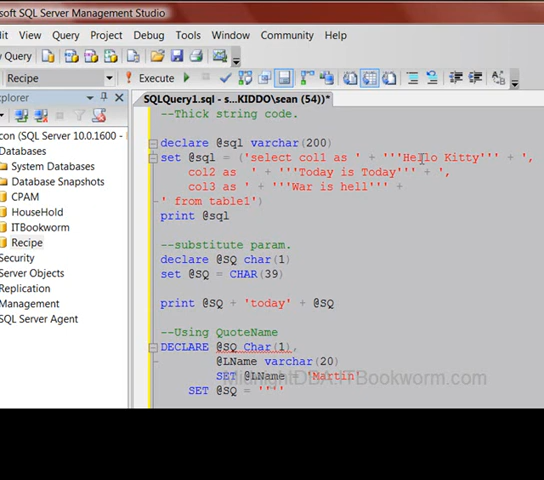 soft SQL Server Management Studio
it View Query Project Debug Tools Window Community Help
w Query
Recipe Execute
xplorer SQLQuery1.sql - s...KIDDO\sean (54))*
--Thick string code.
con (SQL Server 10.0.1600 - D
Databases
System Databases
Database Snapshots
CPAM
HouseHold
ITBookworm
Recipe
Security
Server Objects
Replication
Management
SQL Server Agent
declare @sql varchar(200)
set @sql = ('select col1 as ' + '''Hello Kitty''' + ',
col2 as ' + '''Today is Today''' + ',
col3 as ' + '''War is hell''' +
' from table1')
print @sql
--substitute param.
declare @SQ char(1)
set @SQ = CHAR(39)
print @SQ + 'today' + @SQ
--Using QuoteName
DECLARE @SQ Char(1),
@LName varchar(20)
SET @LName = 'Martin'
SET @SQ = ''''
MidnightDBA.ITBookworm.com